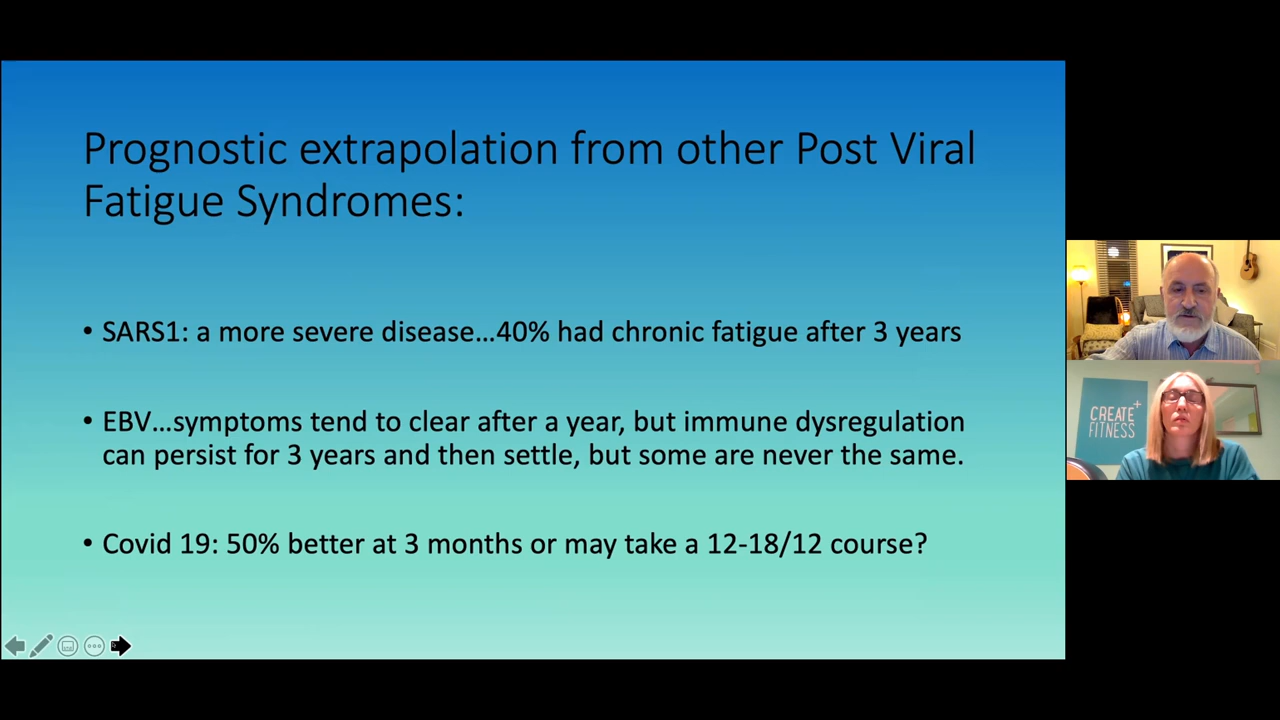 Prognostic extrapolation from other Post Viral
Fatigue Syndromes:
• SARS1: a more severe disease...40% had chronic fatigue after 3 years
• EBV...symptoms tend to clear after a year, but immune dysregulation
can persist for 3 years and then settle, but some are never the same.
• Covid 19: 50% better at 3 months or may take a 12-18/12 course?
CREATE+
FITNESS